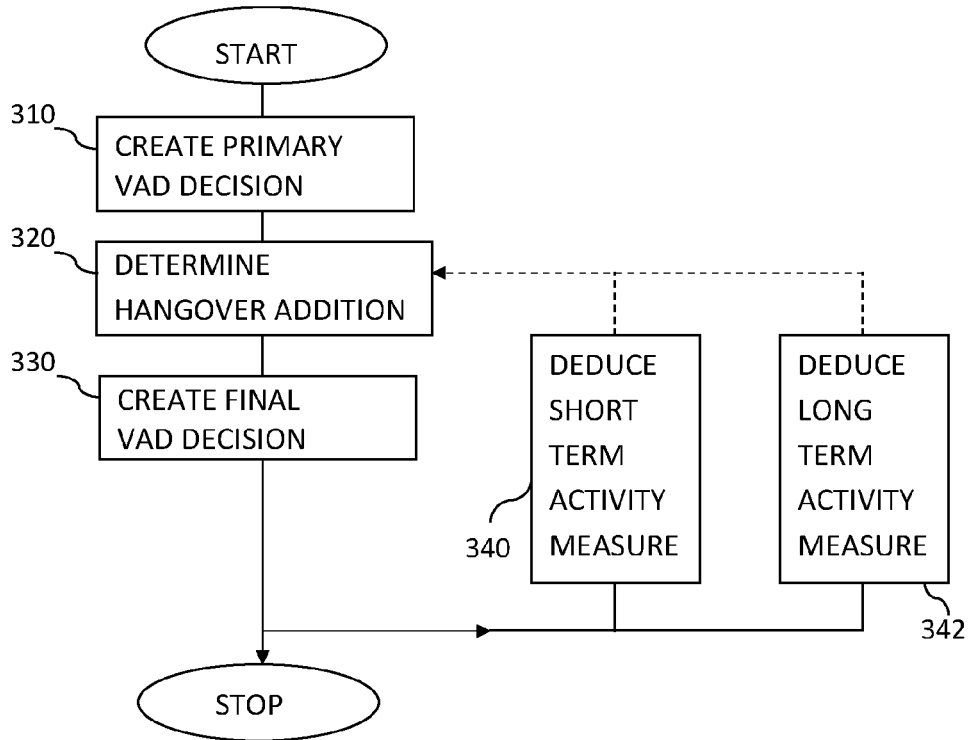 START
310
CREATE PRIMARY
VAD DECISION
320
DETERMINE
HANGOVER ADDITION
330
CREATE FINAL
VAD DECISION
DEDUCE
SHORT
TERM
ACTIVITY
MEASURE
340
DEDUCE
LONG
TERM
ACTIVITY
MEASURE
342
STOP